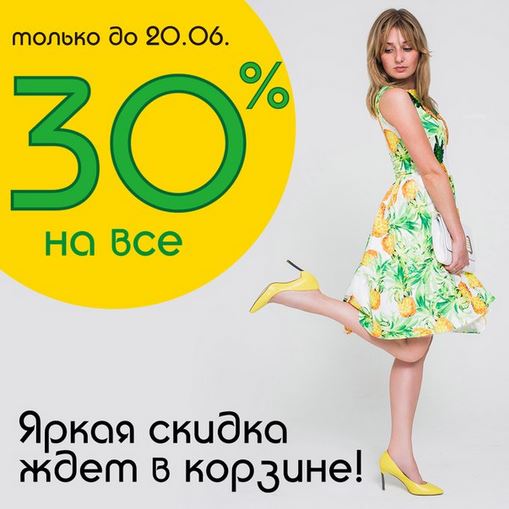 только до 20.06.
30%
на все
Яркая скидка
ждет в корзине!